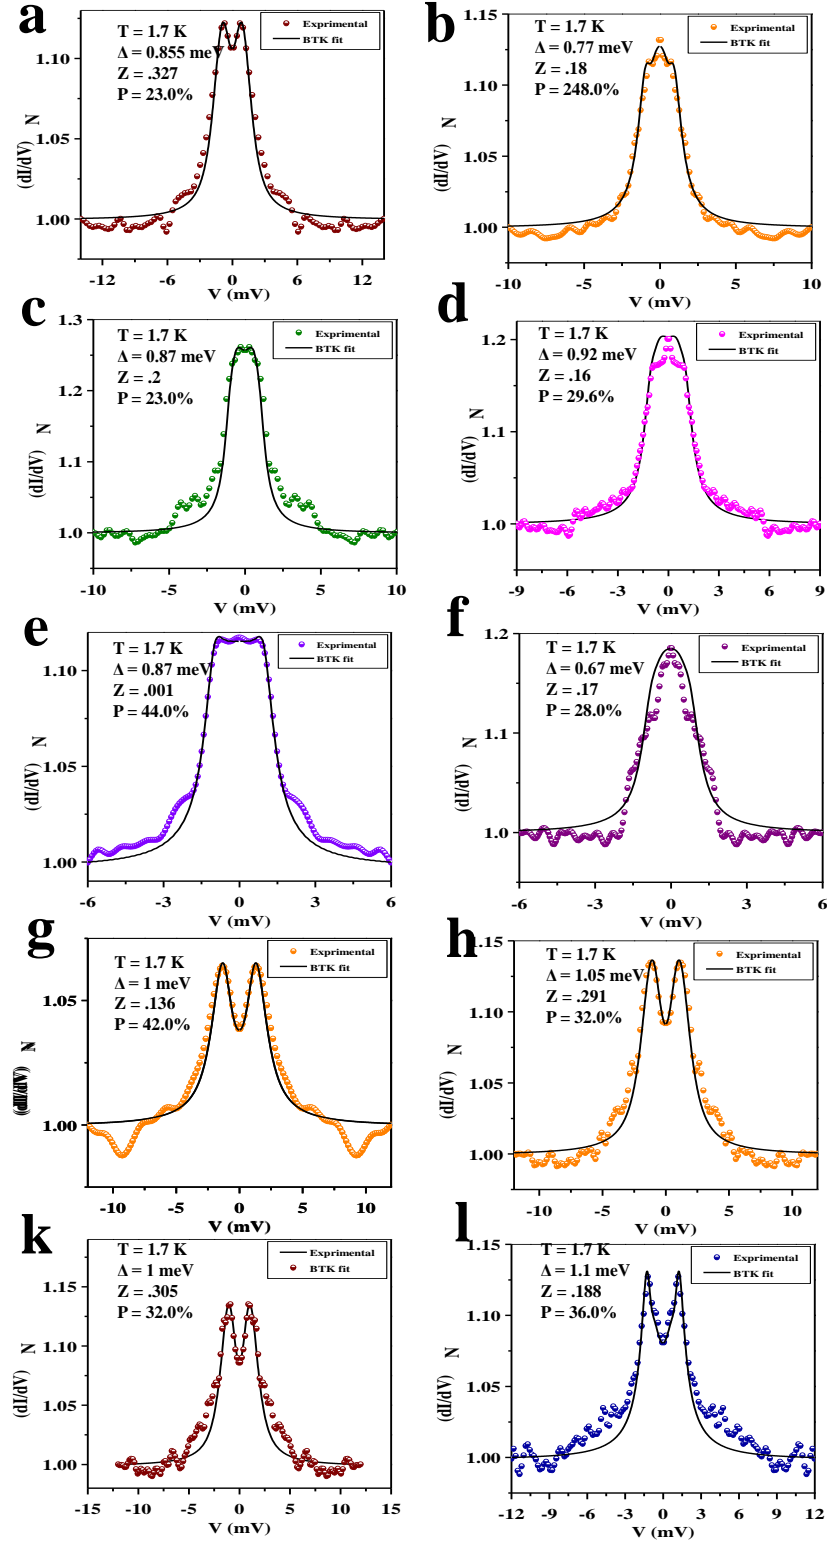 a
T = 1.7 K
Δ = 0.855 meV
Z = .327
P = 23.0%
Exprimental
BTK fit
1.10
1.05
1.00
(dI/dV) N
-12 -6 0 6 12
V (mV)
b
T = 1.7 K
Δ = 0.77 meV
Z = .18
P = 248.0%
Exprimental
BTK fit
1.15
1.10
1.05
1.00
(dI/dV) N
-10 -5 0 5 10
V (mV)
c
T = 1.7 K
Δ = 0.87 meV
Z = .2
P = 23.0%
Exprimental
BTK fit
1.3
1.2
1.1
1.0
(dI/dV) N
-10 -5 0 5 10
V (mV)
d
T = 1.7 K
Δ = 0.92 meV
Z = .16
P = 29.6%
Exprimental
BTK fit
1.2
1.1
1.0
(dI/dV) N
-9 -6 -3 0 3 6 9
V (mV)
e
T = 1.7 K
Δ = 0.87 meV
Z = .001
P = 44.0%
Exprimental
BTK fit
1.10
1.05
1.00
(dI/dV) N
-6 -3 0 3 6
V (mV)
f
T = 1.7 K
Δ = 0.67 meV
Z = .17
P = 28.0%
Exprimental
BTK fit
1.2
1.1
1.0
(dI/dV) N
-6 -4 -2 0 2 4 6
V (mV)
g
T = 1.7 K
Δ = 1 meV
Z = .136
P = 42.0%
Exprimental
BTK fit
1.05
1.00
(dI/dV) N
-10 -5 0 5 10
V (mV)
h
T = 1.7 K
Δ = 1.05 meV
Z = .291
P = 32.0%
Exprimental
BTK fit
1.15
1.10
1.05
1.00
(dI/dV) N
-10 -5 0 5 10
V (mV)
k
T = 1.7 K
Δ = 1 meV
Z = .305
P = 32.0%
Exprimental
BTK fit
1.15
1.10
1.05
1.00
(dI/dV) N
-15 -10 -5 0 5 10 15
V (mV)
l
T = 1.7 K
Δ = 1.1 meV
Z = .188
P = 36.0%
Exprimental
BTK fit
1.15
1.10
1.05
1.00
(dI/dV) N
-12 -9 -6 -3 0 3 6 9 12
V (mV)